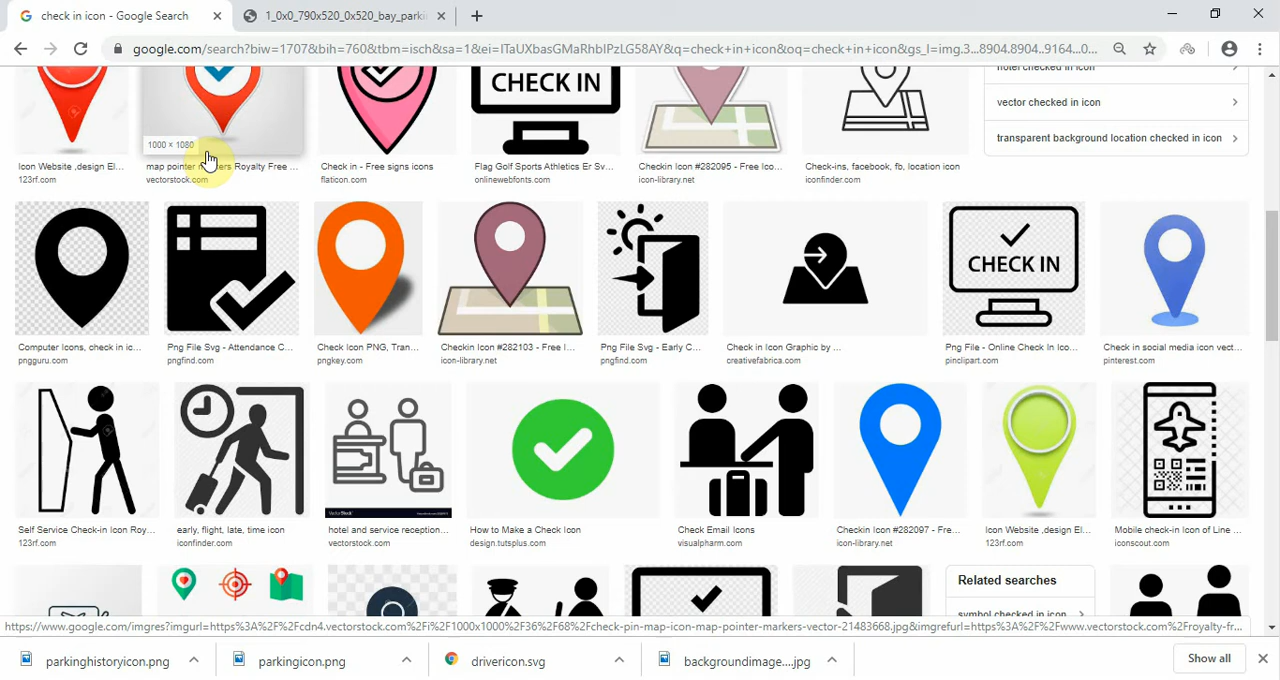 check in icon - Google Search
1_0x0_790x520_0x520_bay_parki
google.com/search?biw=1707&bih=760&tbm=isch&sa=1&ei=ITaUXbasGMaRhbIPzLG58AY&q=check+in+icon&oq=check+in+icon&gs_l=img.3...8904.8904..9164...0...
hotel checked in icon
vector checked in icon
transparent background location checked in icon
CHECK IN
1000 × 1080
Icon Website ,design El...
map pointer Royalty Free ...
Check in - Free signs icons
Flag Golf Sports Athletics Er Sv...
Checkin Icon #282095 - Free Ico...
Check-ins, facebook, fb, location icon
123rf.com
vectorstock.com
flaticon.com
onlinewebfonts.com
icon-library.net
iconfinder.com
CHECK IN
Computer Icons, check in ic...
Png File Svg - Attendance C...
Check Icon PNG, Tran...
Checkin Icon #282103 - Free I...
Png File Svg - Early C...
Check in Icon Graphic by ...
Png File - Online Check In Ico...
Check in social media icon vect...
pngguru.com
pngfind.com
pngkey.com
icon-library.net
pngfind.com
creativefabrica.com
pinclipart.com
pinterest.com
VectorStock
Self Service Check-in Icon Roy...
early, flight, late, time icon
hotel and service reception...
How to Make a Check Icon
Check Email Icons
Checkin Icon #282097 - Fre...
Icon Website ,design El...
Mobile check-in Icon of Line ...
123rf.com
iconfinder.com
vectorstock.com
design.tutsplus.com
visualpharm.com
icon-library.net
123rf.com
iconscout.com
Related searches
symbol checked in icon
https://www.google.com/imgres?imgurl=https%3A%2F%2Fcdn4.vectorstock.com%2Fi%2F1000x1000%2F36%2F68%2Fcheck-pin-map-icon-map-pointer-markers-vector-21483668.jpg&imgrefurl=https%3A%2F%2Fwww.vectorstock.com%2Froyalty-fr...
parkinghistoryicon.png
parkingicon.png
drivericon.svg
backgroundimage....jpg
Show all